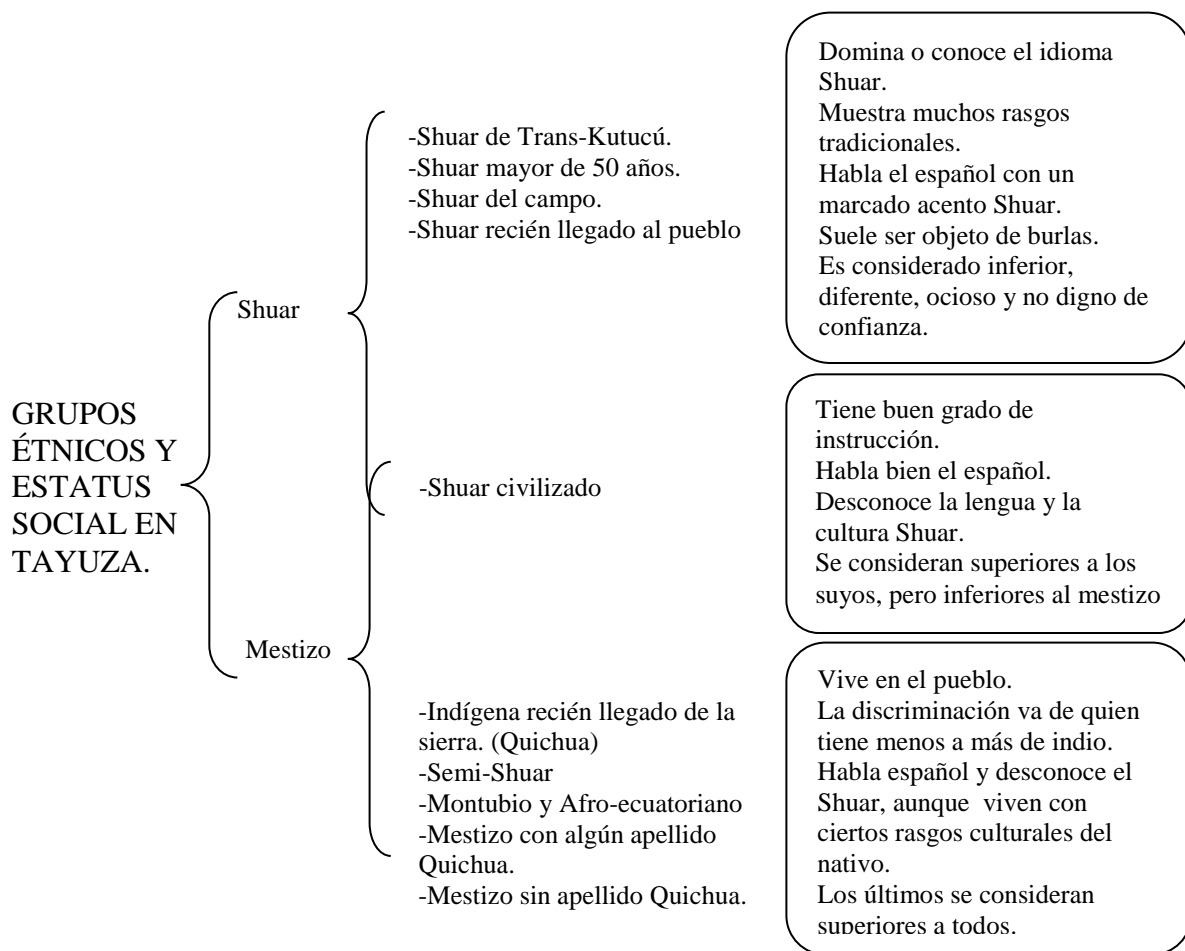 GRUPOS
ÉTNICOS Y
ESTATUS
SOCIAL EN
TAYUZA.
Shuar
-Shuar de Trans-Kutucú.
-Shuar mayor de 50 años.
-Shuar del campo.
-Shuar recién llegado al pueblo
Domina o conoce el idioma
Shuar.
Muestra muchos rasgos
tradicionales.
Habla el español con un
marcado acento Shuar.
Suele ser objeto de burlas.
Es considerado inferior,
diferente, ocioso y no digno de
confianza.
-Shuar civilizado
Tiene buen grado de
instrucción.
Habla bien el español.
Desconoce la lengua y la
cultura Shuar.
Se consideran superiores a los
suyos, pero inferiores al mestizo
Mestizo
-Indígena recién llegado de la
sierra. (Quichua)
-Semi-Shuar
-Montubio y Afro-ecuatoriano
-Mestizo con algún apellido
Quichua.
-Mestizo sin apellido Quichua.
Vive en el pueblo.
La discriminación va de quien
tiene menos a más de indio.
Habla español y desconoce el
Shuar, aunque viven con
ciertos rasgos culturales del
nativo.
Los últimos se consideran
superiores a todos.